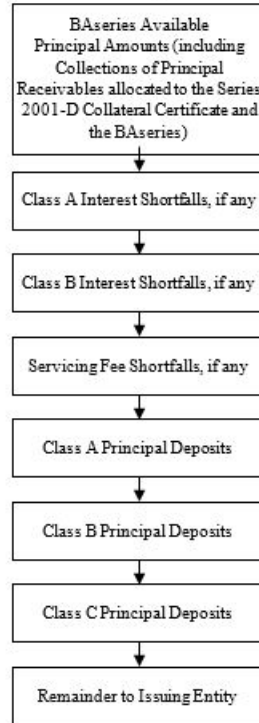 BAseries Available
Principal Amounts (including
Collections of Principal
Receivables allocated to the Series
2001-D Collateral Certificate and
the BAseries)
Class A Interest Shortfalls, if any
Class B Interest Shortfalls, if any
Servicing Fee Shortfalls, if any
Class A Principal Deposits
Class B Principal Deposits
Class C Principal Deposits
Remainder to Issuing Entity